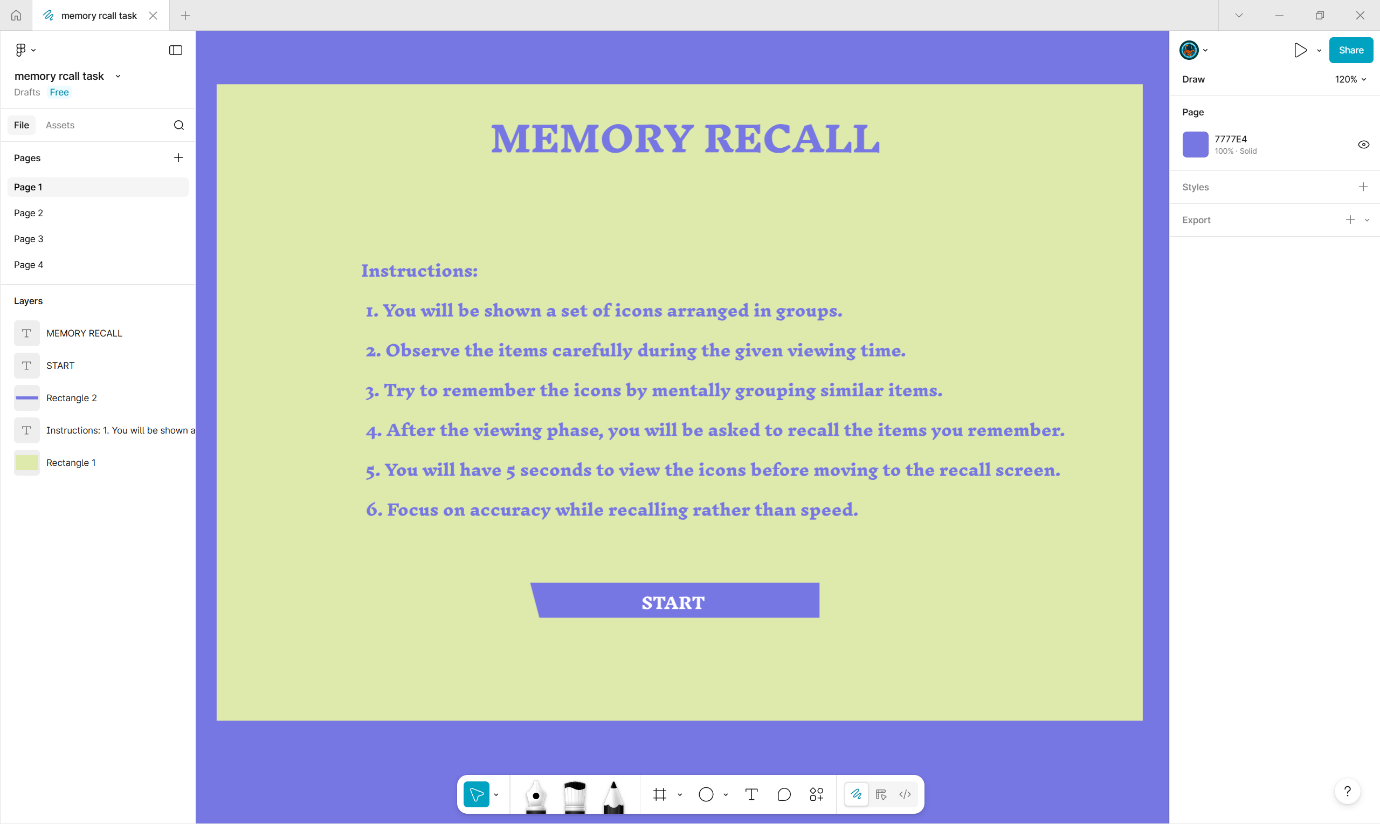 memory rcall task
memory rcall task
Drafts Free
File Assets
Pages
Page 1
Page 2
Page 3
Page 4
Layers
MEMORY RECALL
START
Rectangle 2
Instructions: 1. You will be shown a
Rectangle 1
MEMORY RECALL
Instructions:
1. You will be shown a set of icons arranged in groups.
2. Observe the items carefully during the given viewing time.
3. Try to remember the icons by mentally grouping similar items.
4. After the viewing phase, you will be asked to recall the items you remember.
5. You will have 5 seconds to view the icons before moving to the recall screen.
6. Focus on accuracy while recalling rather than speed.
START
Share
Draw 120%
Page
7777E4
100% · Solid
Styles
Export
?